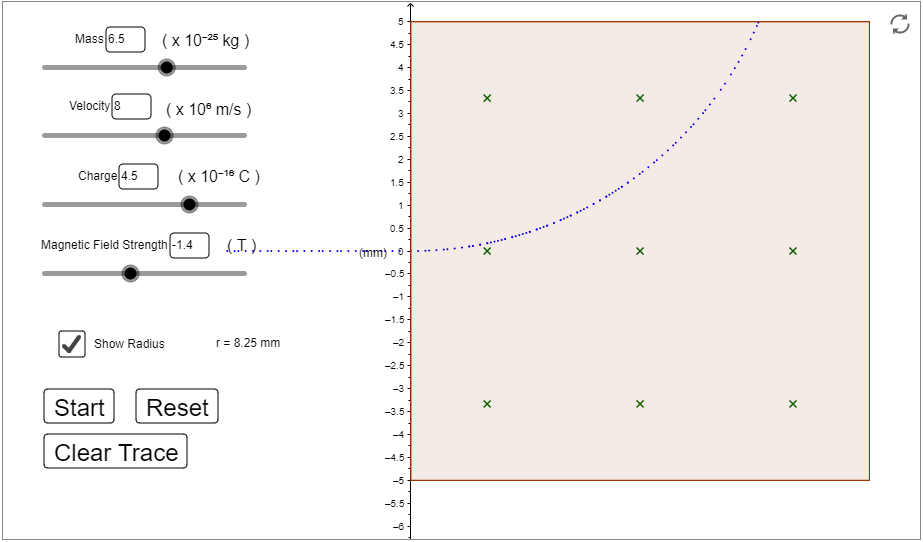 Mass 6.5 ( x 10⁻²⁵ kg )
Velocity 8 ( x 10⁶ m/s )
Charge 4.5 ( x 10⁻¹⁶ C )
Magnetic Field Strength -1.4 ( T )
Show Radius r = 8.25 mm
Start Reset
Clear Trace
5
4.5
4
3.5
3
2.5
2
1.5
1
0.5
(mm) 0
−0.5
−1
−1.5
−2
−2.5
−3
−3.5
−4
−4.5
−5
−5.5
−6